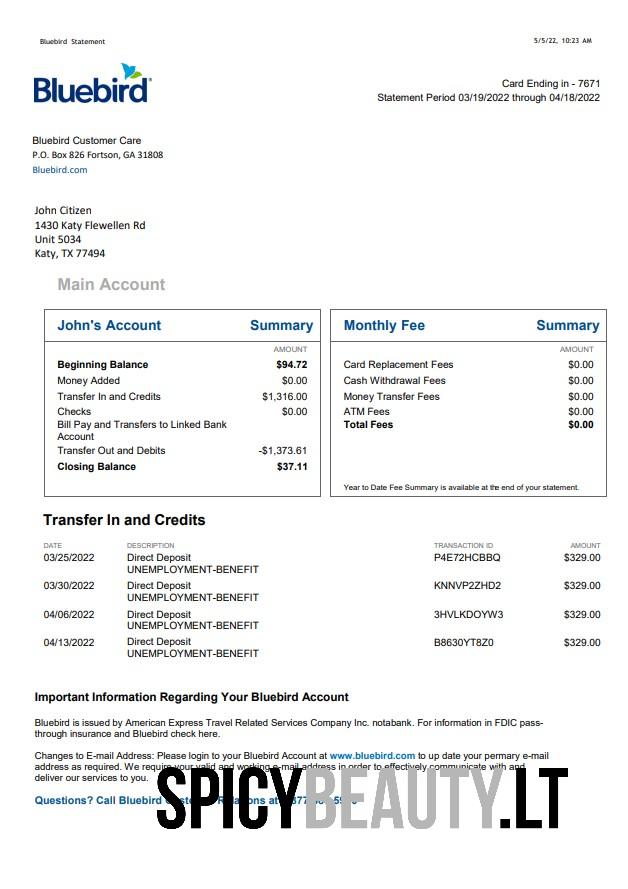 Bluebird Statement
5/5/22, 10:23 AM
Bluebird®
Card Ending in - 7671
Statement Period 03/19/2022 through 04/18/2022
Bluebird Customer Care
P.O. Box 826 Fortson, GA 31808
Bluebird.com
John Citizen
1430 Katy Flewellen Rd
Unit 5034
Katy, TX 77494
Main Account
John's Account Summary
AMOUNT
Beginning Balance $94.72
Money Added $0.00
Transfer In and Credits $1,316.00
Checks $0.00
Bill Pay and Transfers to Linked Bank
Account
Transfer Out and Debits -$1,373.61
Closing Balance $37.11
Monthly Fee Summary
AMOUNT
Card Replacement Fees $0.00
Cash Withdrawal Fees $0.00
Money Transfer Fees $0.00
ATM Fees $0.00
Total Fees $0.00
Year to Date Fee Summary is available at the end of your statement.
Transfer In and Credits
DATE DESCRIPTION TRANSACTION ID AMOUNT
03/25/2022 Direct Deposit P4E72HCBBQ $329.00
UNEMPLOYMENT-BENEFIT
03/30/2022 Direct Deposit KNNVP2ZHD2 $329.00
UNEMPLOYMENT-BENEFIT
04/06/2022 Direct Deposit 3HVLKDOYW3 $329.00
UNEMPLOYMENT-BENEFIT
04/13/2022 Direct Deposit B8630YT8Z0 $329.00
UNEMPLOYMENT-BENEFIT
Important Information Regarding Your Bluebird Account
Bluebird is issued by American Express Travel Related Services Company Inc. notabank. For information in FDIC pass-
through insurance and Bluebird check here.
Changes to E-mail Address: Please login to your Bluebird Account at www.bluebird.com to up date your permary e-mail
address as required. We require your valid and working e-mail address in order to effectively communicate with and
deliver our services to you.
Questions? Call Bluebird at
SPICYBEAUTY.LT